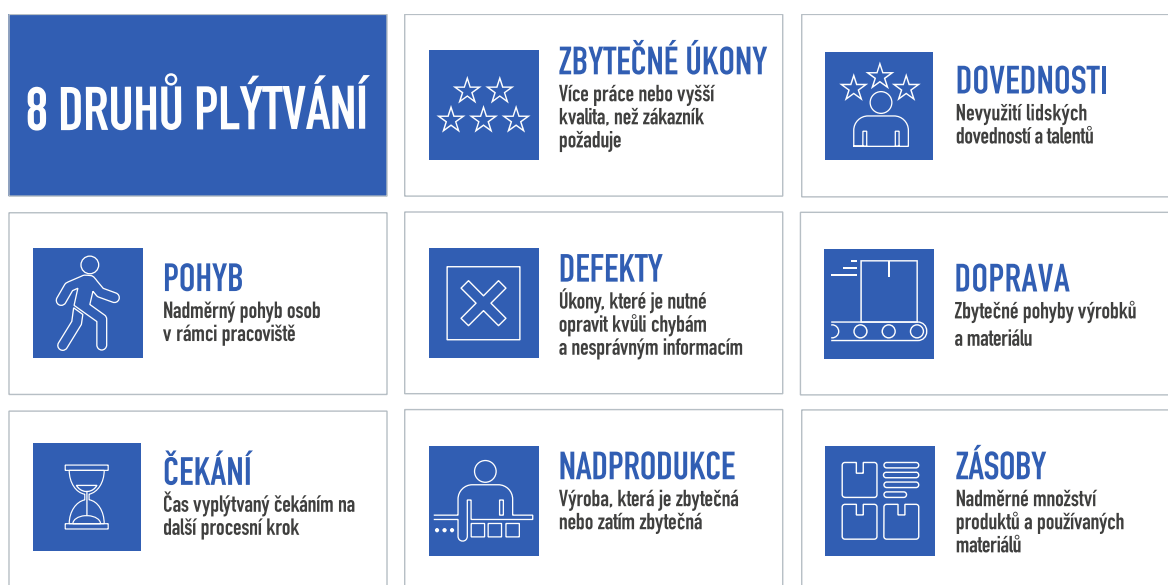 8 DRUHŮ PLÝTVÁNÍ
ZBYTEČNÉ ÚKONY
Více práce nebo vyšší
kvalita, než zákazník
požaduje
DOVEDNOSTI
Nevyužití lidských
dovedností a talentů
POHYB
Nadměrný pohyb osob
v rámci pracoviště
DEFEKTY
Úkony, které je nutné
opravit kvůli chybám
a nesprávným informacím
DOPRAVA
Zbytečné pohyby výrobků
a materiálu
ČEKÁNÍ
Čas vyplýtvaný čekáním na
další procesní krok
NADPRODUKCE
Výroba, která je zbytečná
nebo zatím zbytečná
ZÁSOBY
Nadměrné množství
produktů a používaných
materiálů